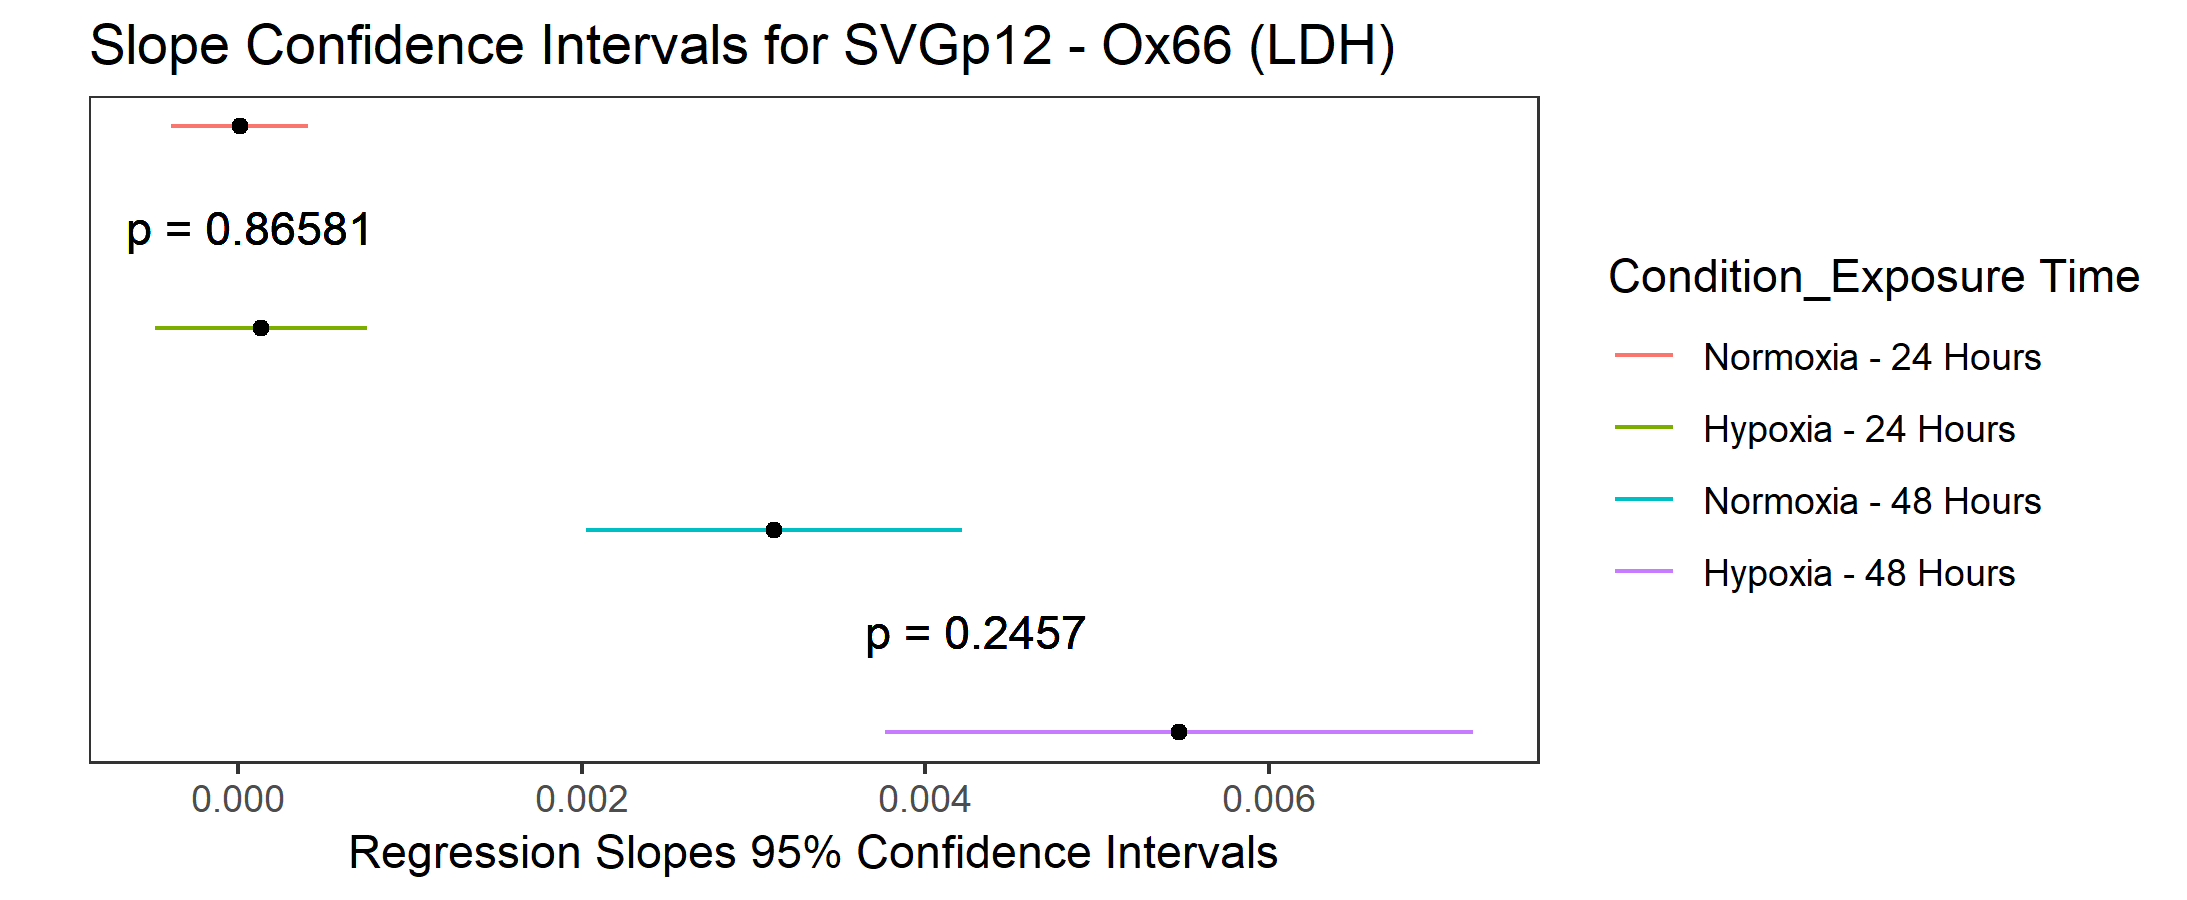 Slope Confidence Intervals for SVGp12 - Ox66 (LDH)
p = 0.86581
p = 0.2457
0.000 0.002 0.004 0.006
Regression Slopes 95% Confidence Intervals
Condition_Exposure Time
Normoxia - 24 Hours
Hypoxia - 24 Hours
Normoxia - 48 Hours
Hypoxia - 48 Hours